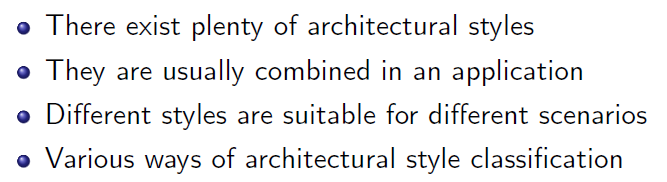 There exist plenty of architectural styles
They are usually combined in an application
Different styles are suitable for different scenarios
Various ways of architectural style classification